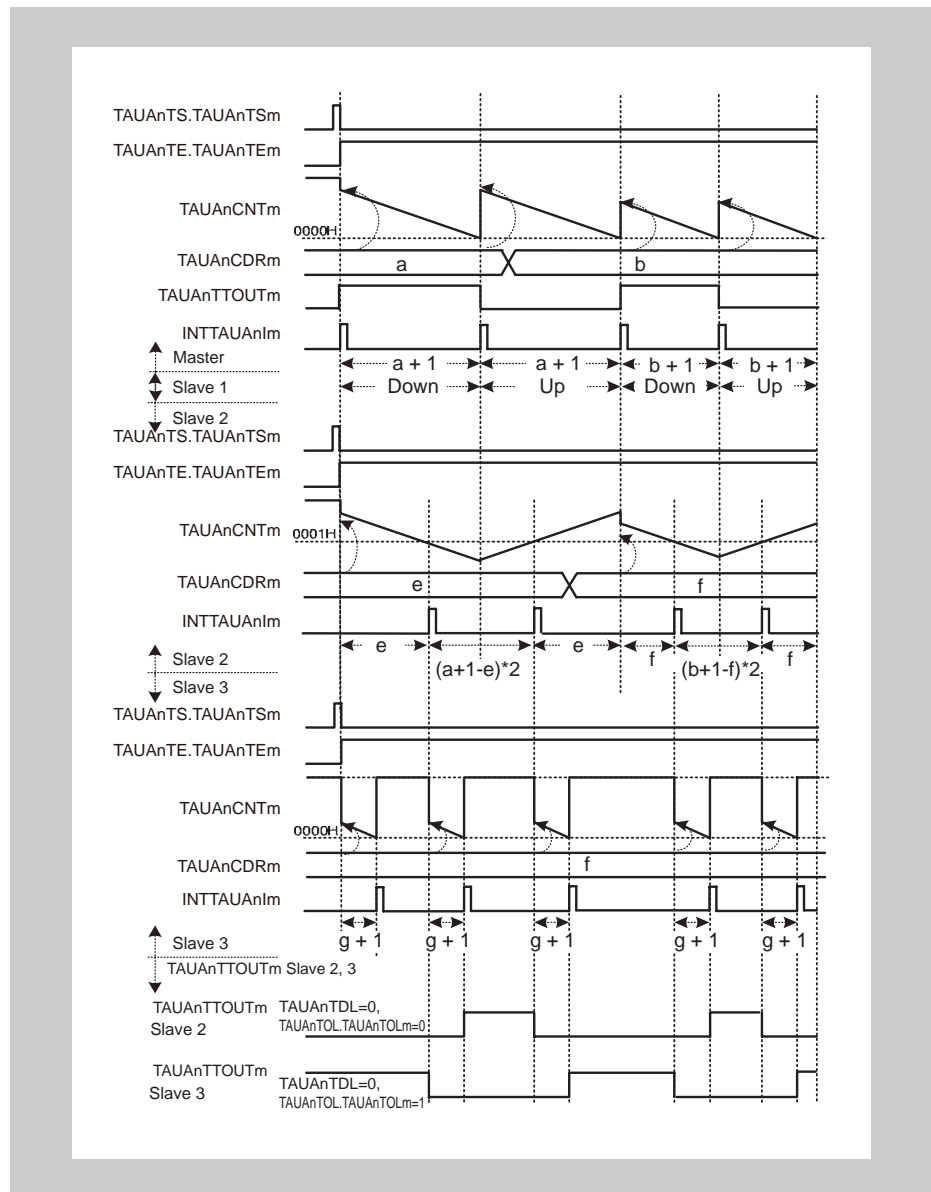 TAUAnTS.TAUAnTSm
TAUAnTE.TAUAnTEm
TAUAnCNTm
0000H
TAUAnCDRm
a b
TAUAnTTOUTm
INTTAUAnIm
Master
a + 1 a + 1 b + 1 b + 1
Slave 1
Down Up Down Up
Slave 2
TAUAnTS.TAUAnTSm
TAUAnTE.TAUAnTEm
TAUAnCNTm
0001H
TAUAnCDRm
e f
INTTAUAnIm
e e f f
Slave 2
(a+1-e)*2 (b+1-f)*2
Slave 3
TAUAnTS.TAUAnTSm
TAUAnTE.TAUAnTEm
TAUAnCNTm
0000H
TAUAnCDRm
f
INTTAUAnIm
g + 1 g + 1 g + 1 g + 1 g + 1
Slave 3
TAUAnTTOUTm Slave 2, 3
TAUAnTTOUTm TAUAnTDL=0,
Slave 2 TAUAnTOL.TAUAnTOLm=0
TAUAnTTOUTm
Slave 3 TAUAnTDL=0,
TAUAnTOL.TAUAnTOLm=1